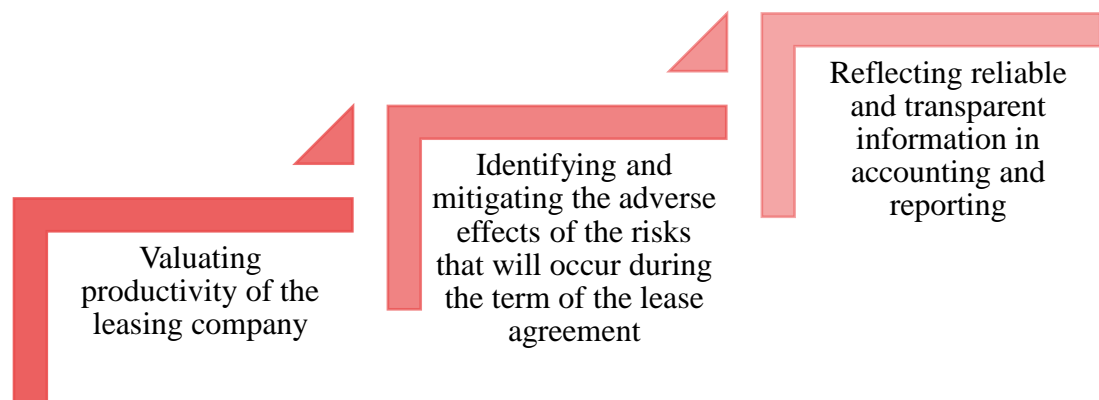 Valuating
productivity of the
leasing company
Identifying and
mitigating the adverse
effects of the risks
that will occur during
the term of the lease
agreement
Reflecting reliable
and transparent
information in
accounting and
reporting